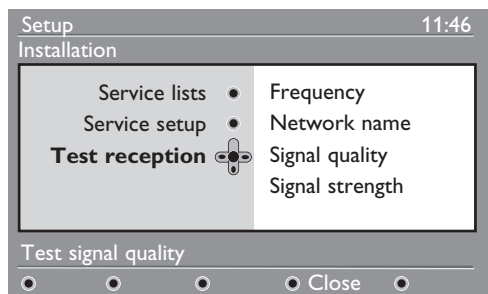 Setup 11:46
Installation
Service lists Frequency
Service setup Network name
Test reception Signal quality
Signal strength
Test signal quality
Close